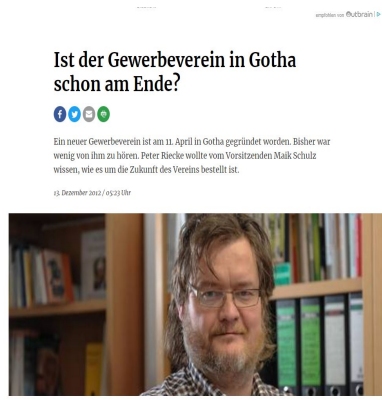 empfohlen von Outbrain
Ist der Gewerbeverein in Gotha
schon am Ende?
Ein neuer Gewerbeverein ist am 11. April in Gotha gegründet worden. Bisher war
wenig von ihm zu hören. Peter Riecke wollte vom Vorsitzenden Maik Schulz
wissen, wie es um die Zukunft des Vereins bestellt ist.
13. Dezember 2012 / 05:23 Uhr